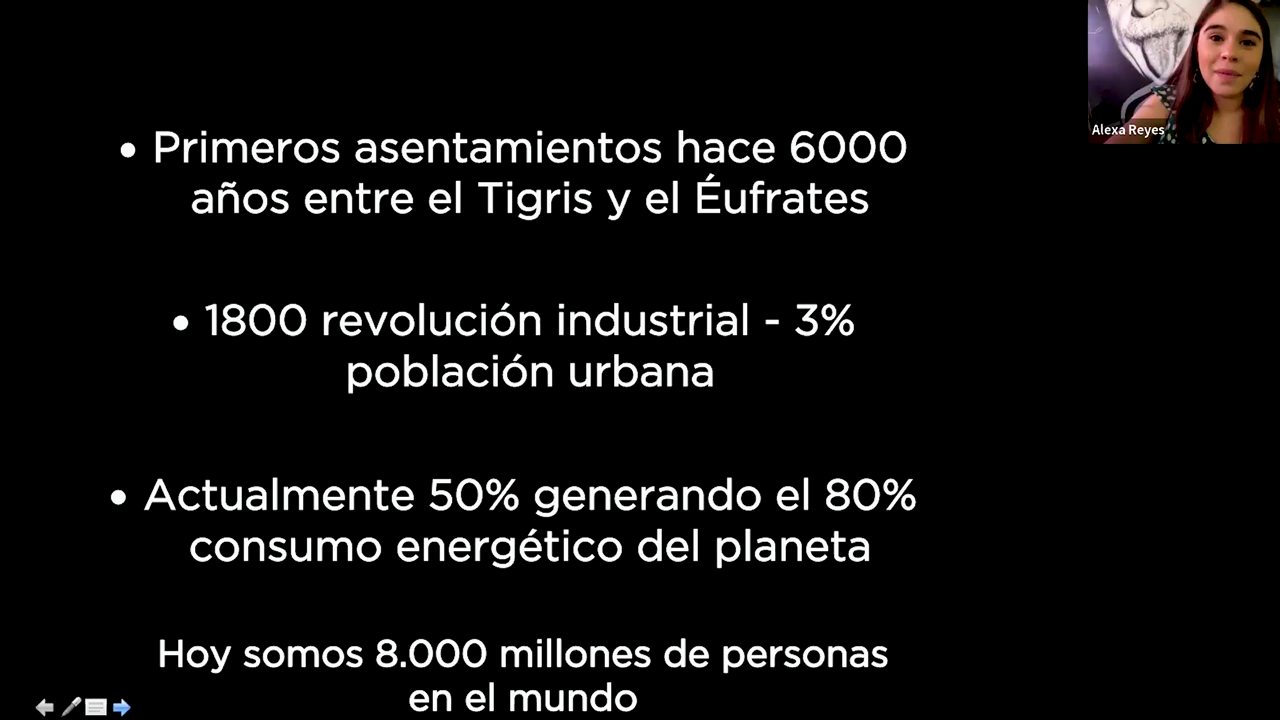 Alexa Reyes
• Primeros asentamientos hace 6000
años entre el Tigris y el Éufrates
• 1800 revolución industrial - 3%
población urbana
• Actualmente 50% generando el 80%
consumo energético del planeta
Hoy somos 8.000 millones de personas
en el mundo